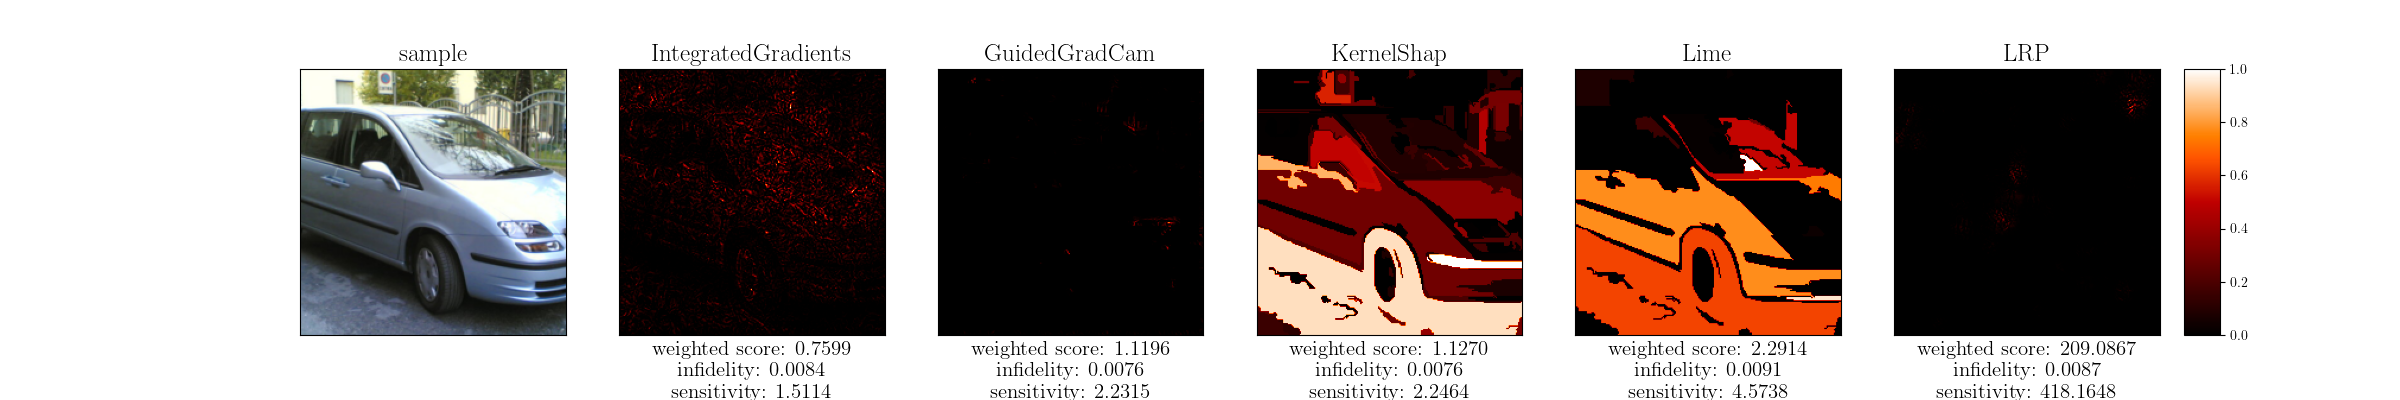 sample
IntegratedGradients
GuidedGradCam
KernelShap
Lime
LRP
1.0
0.8
0.6
0.4
0.2
0.0
weighted score: 0.7599
infidelity: 0.0084
sensitivity: 1.5114
weighted score: 1.1196
infidelity: 0.0076
sensitivity: 2.2315
weighted score: 1.1270
infidelity: 0.0076
sensitivity: 2.2464
weighted score: 2.2914
infidelity: 0.0091
sensitivity: 4.5738
weighted score: 209.0867
infidelity: 0.0087
sensitivity: 418.1648